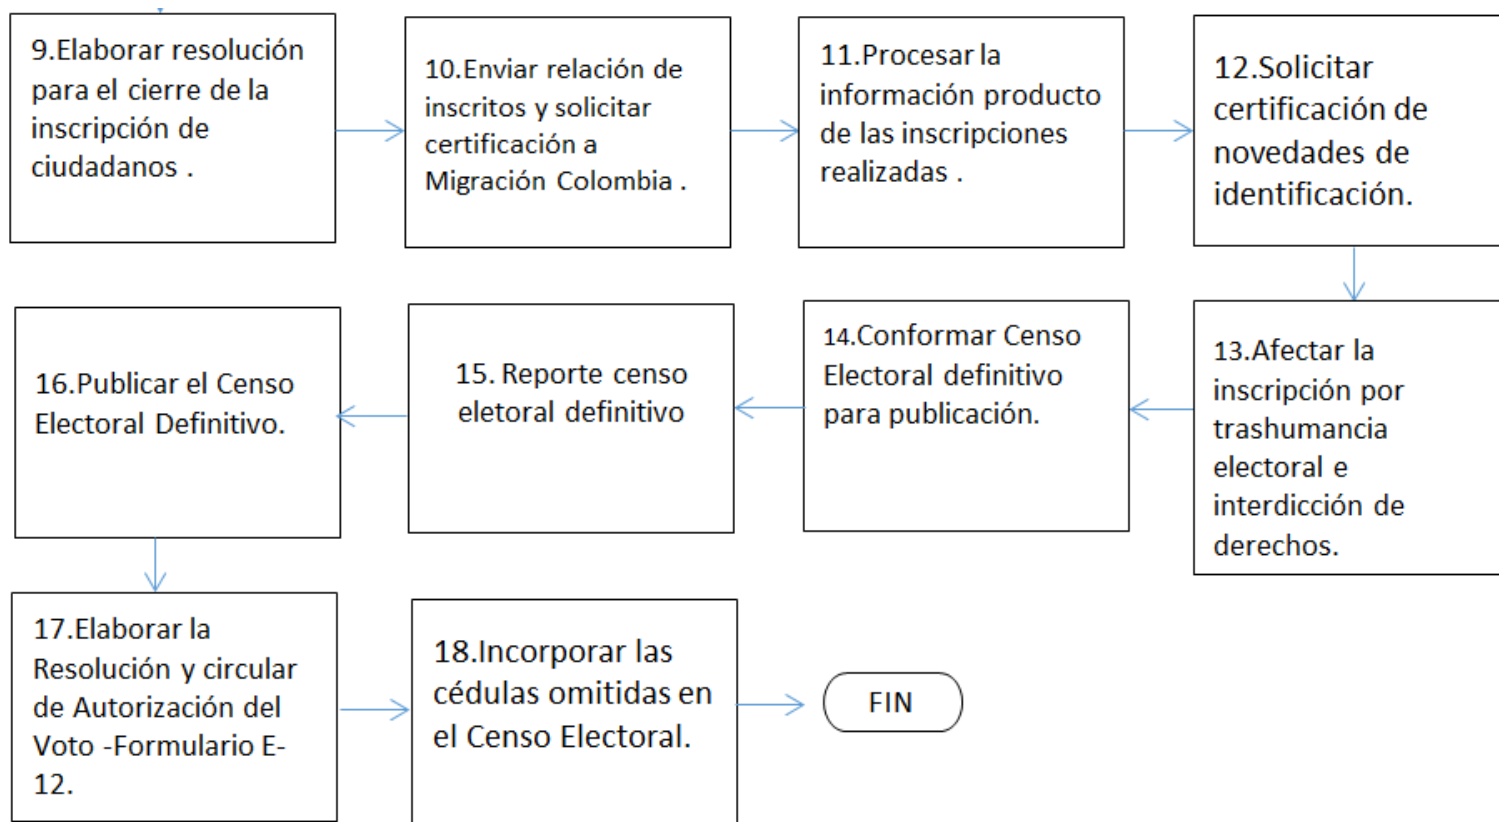 9.Elaborar resolución
para el cierre de la
inscripción de
ciudadanos .
10.Enviar relación de
inscritos y solicitar
certificación a
Migración Colombia .
11.Procesar la
información producto
de las inscripciones
realizadas .
12.Solicitar
certificación de
novedades de
identificación.
13.Afectar la
inscripción por
trashumancia
electoral e
interdicción de
derechos.
14.Conformar Censo
Electoral definitivo
para publicación.
15. Reporte censo
eletoral definitivo
16.Publicar el Censo
Electoral Definitivo.
17.Elaborar la
Resolución y circular
de Autorización del
Voto -Formulario E-
12.
18.Incorporar las
cédulas omitidas en
el Censo Electoral.
FIN